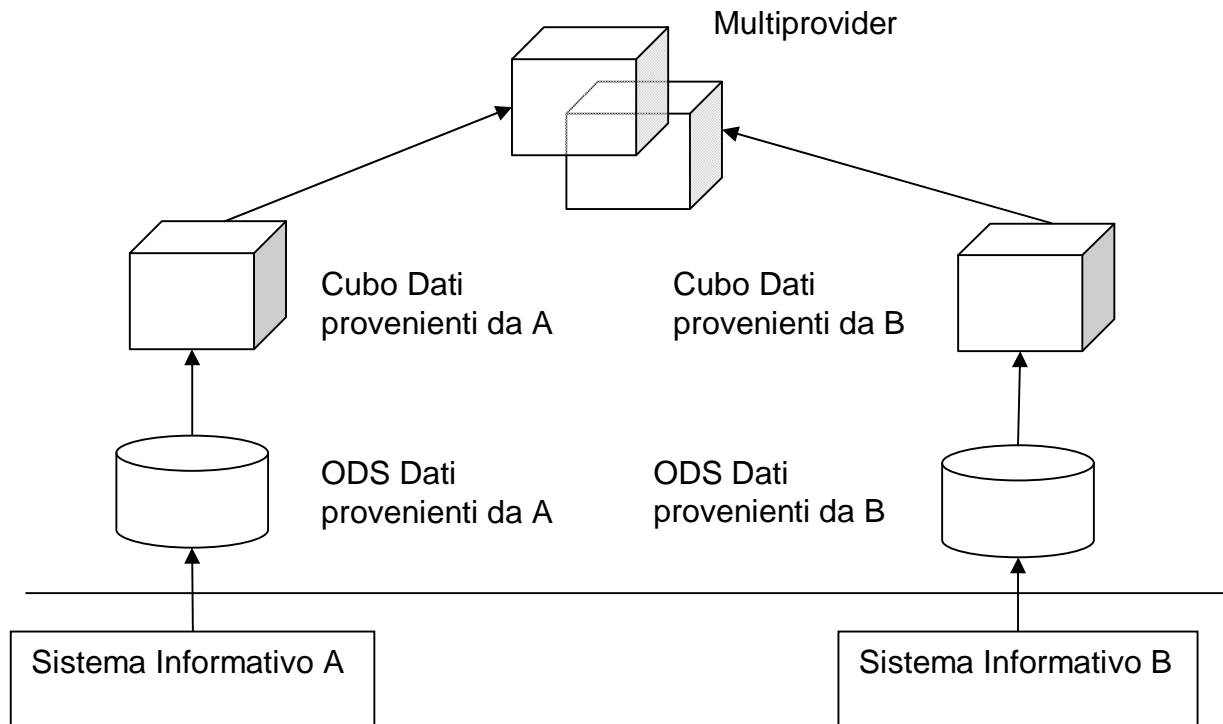 Multiprovider
Cubo Dati
provenienti da A
Cubo Dati
provenienti da B
ODS Dati
provenienti da A
ODS Dati
provenienti da B
Sistema Informativo A
Sistema Informativo B